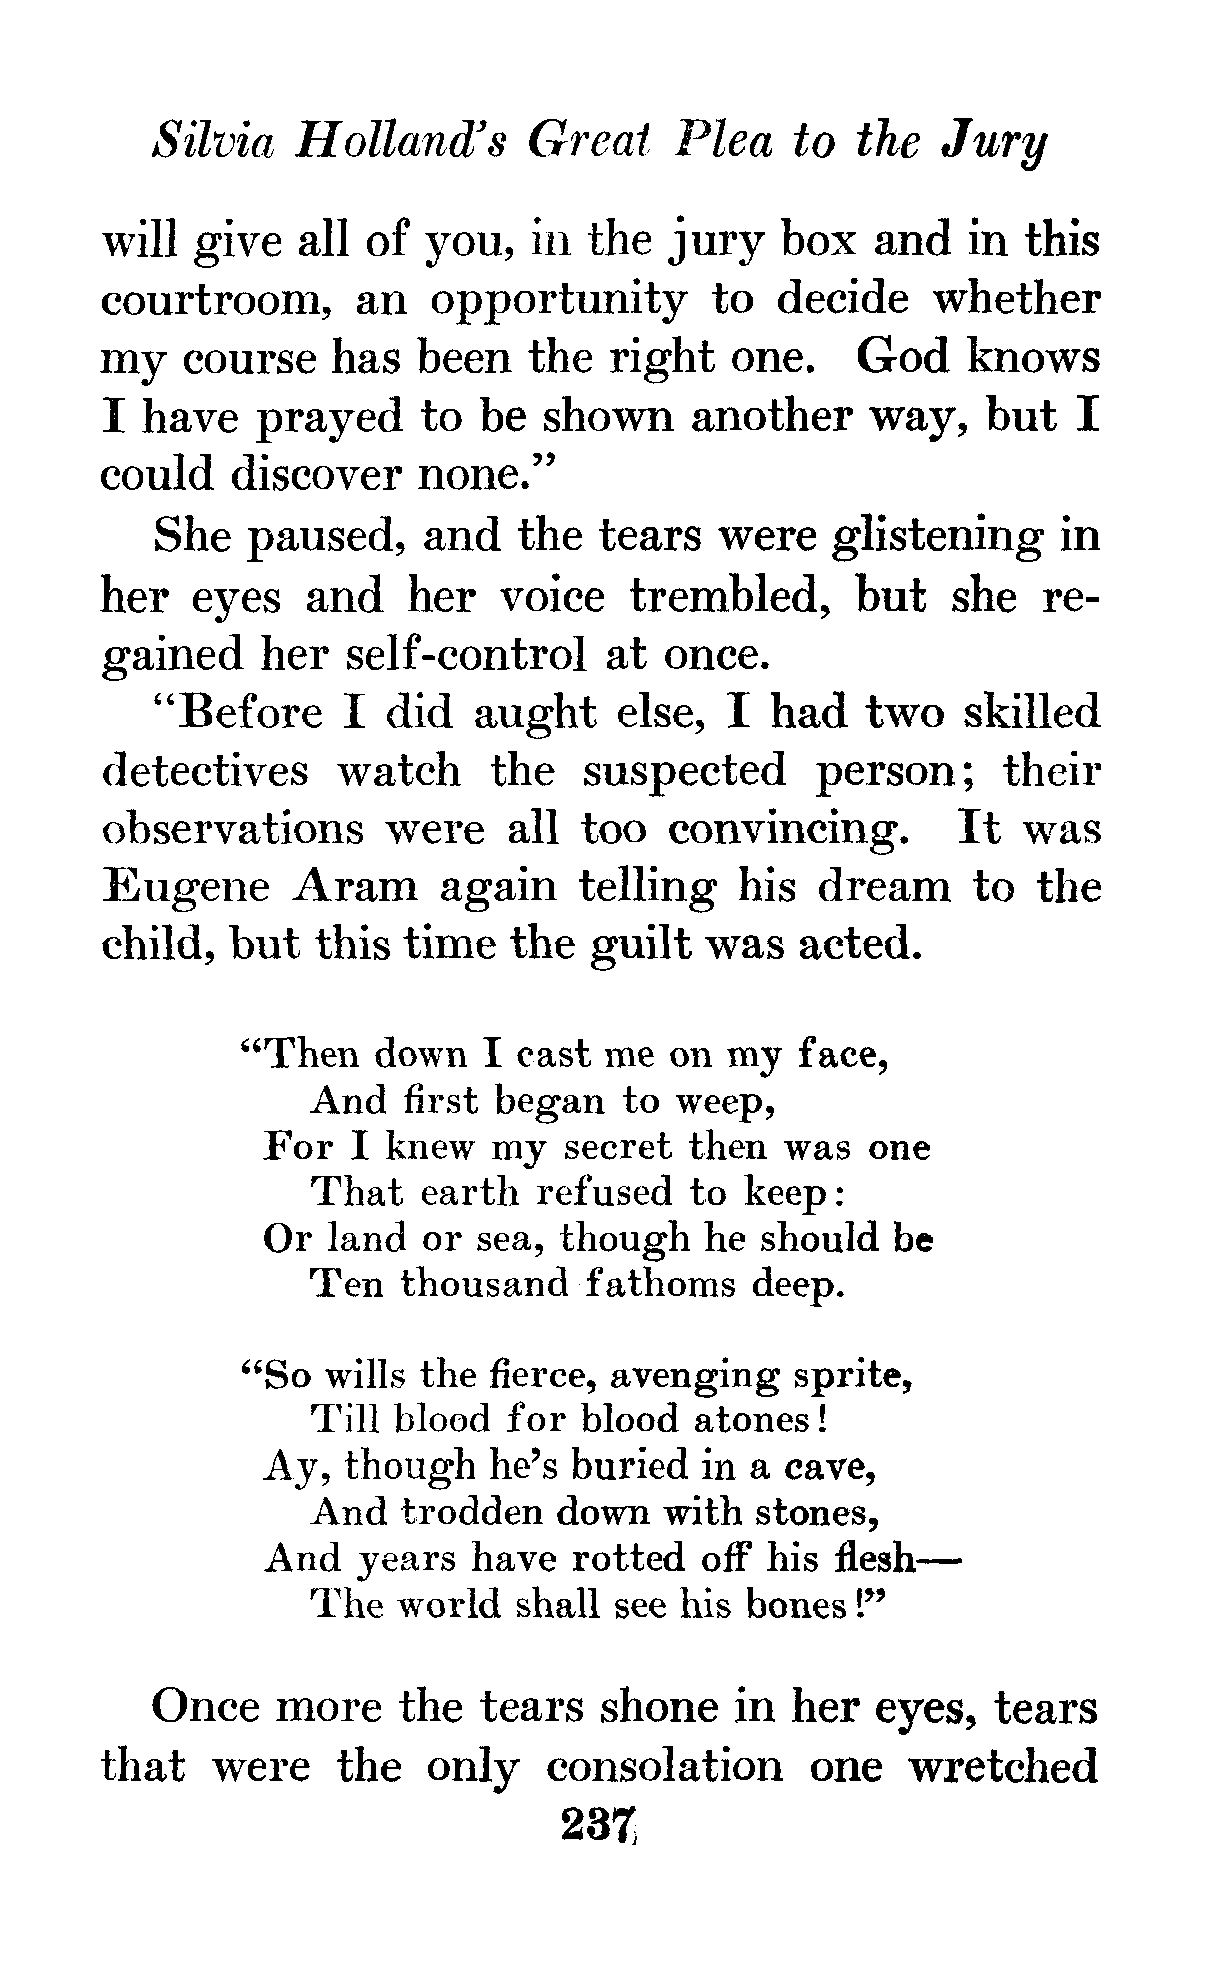 Silvia Holland's Great Plea to the Jury
will give all of you, in the jury box and in this
courtroom, an opportunity to decide whether
my course has been the right one. God knows
I have prayed to be shown another way, but I
could discover none."
She paused, and the tears were glistening in
her eyes and her voice trembled, but she re-
gained her self-control at once.
"Before I did aught else, I had two skilled
detectives watch the suspected person; their
observations were all too convincing. It was
Eugene Aram again telling his dream to the
child, but this time the guilt was acted.
"Then down I cast me on my face,
And first began to weep,
For I knew my secret then was one
That earth refused to keep:
Or land or sea, though he should be
Ten thousand fathoms deep.
"So wills the fierce, avenging sprite,
Till blood for blood atones!
Ay, though he's buried in a cave,
And trodden down with stones,
And years have rotted off his flesh—
The world shall see his bones!"
Once more the tears shone in her eyes, tears
that were the only consolation one wretched
237